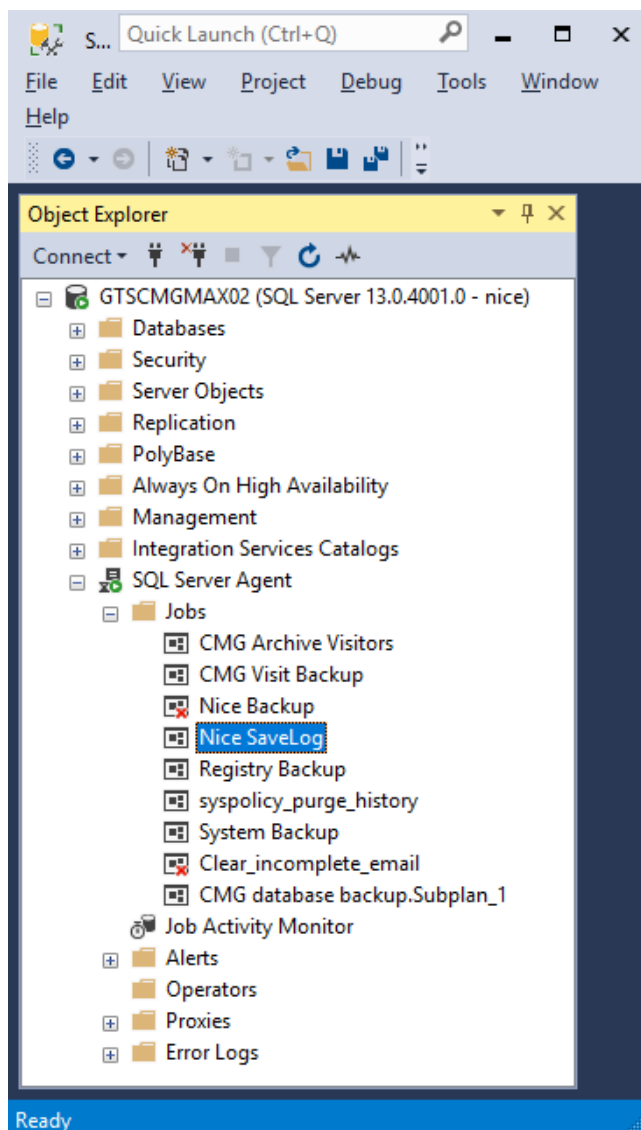 S... Quick Launch (Ctrl+Q)
File Edit View Project Debug Tools Window
Help
Object Explorer
Connect
GTSCMGMAX02 (SQL Server 13.0.4001.0 - nice)
Databases
Security
Server Objects
Replication
PolyBase
Always On High Availability
Management
Integration Services Catalogs
SQL Server Agent
Jobs
CMG Archive Visitors
CMG Visit Backup
Nice Backup
Nice SaveLog
Registry Backup
syspolicy_purge_history
System Backup
Clear_incomplete_email
CMG database backup.Subplan_1
Job Activity Monitor
Alerts
Operators
Proxies
Error Logs
Ready